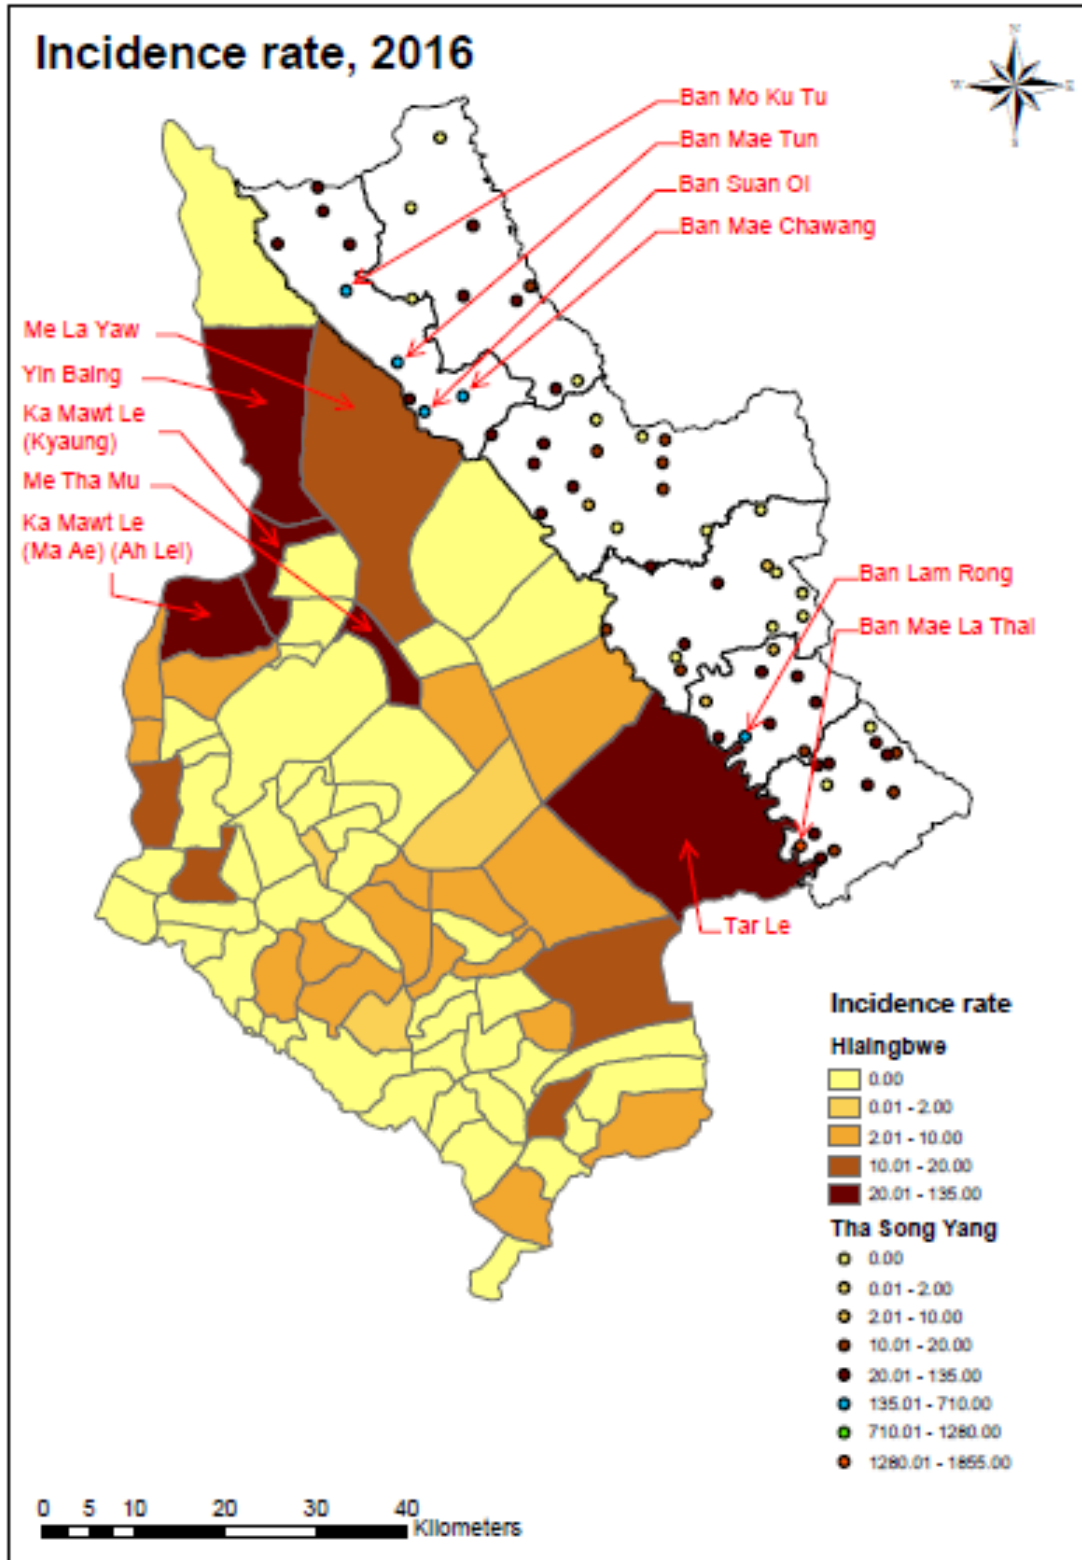 Incidence rate, 2016
N
W
E
S
Ban Mo Ku Tu
Ban Mae Tun
Ban Suan Oi
Ban Mae Chawang
Me La Yaw
Yin Baing
Ka Mawt Le
(Kyaung)
Me Tha Mu
Ka Mawt Le
(Ma Ae) (Ah Lel)
Ban Lam Rong
Ban Mae La Thai
Tar Le
Incidence rate
Hlaingbwe
0.00
0.01 - 2.00
2.01 - 10.00
10.01 - 20.00
20.01 - 135.00
Tha Song Yang
0.00
0.01 - 2.00
2.01 - 10.00
10.01 - 20.00
20.01 - 135.00
135.01 - 710.00
710.01 - 1280.00
1280.01 - 1855.00
0 5 10 20 30 40
Kilometers